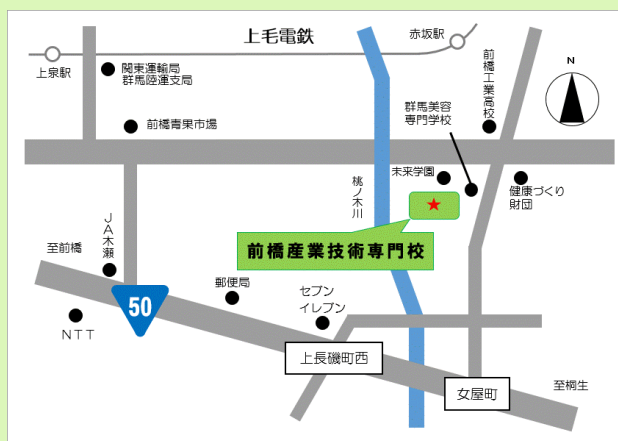 上毛電鉄
赤坂駅
上泉駅
関東運輸局
群馬陸運支局
前橋工業高校
N
群馬美容
専門学校
前橋青果市場
未来学園
健康づくり
財団
桃ノ木川
★
前橋産業技術専門校
JA木瀬
至前橋
50
郵便局
セブン
イレブン
NTT
上長磯町西
女屋町
至桐生